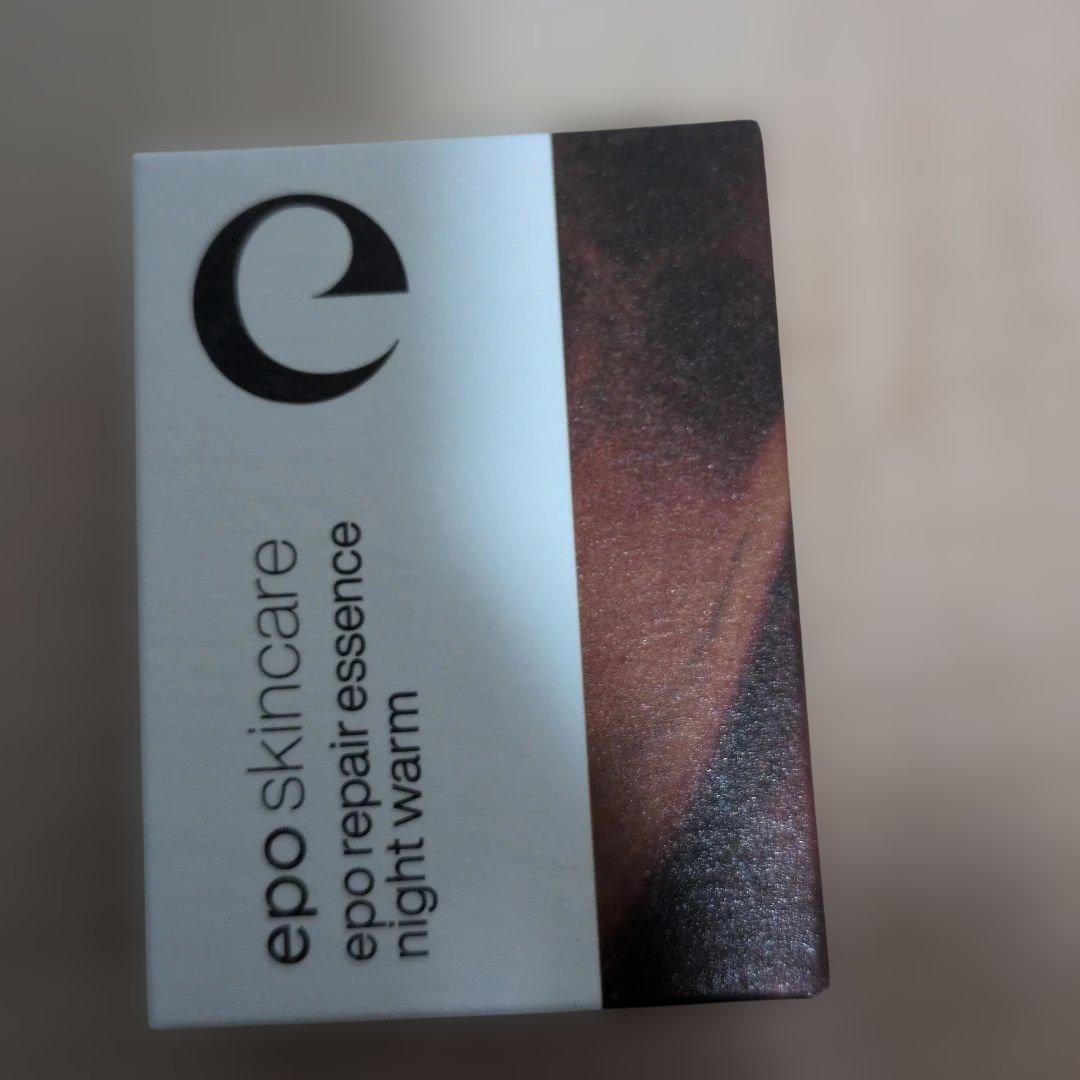 e
epo skincare
epo repair essence
night warm